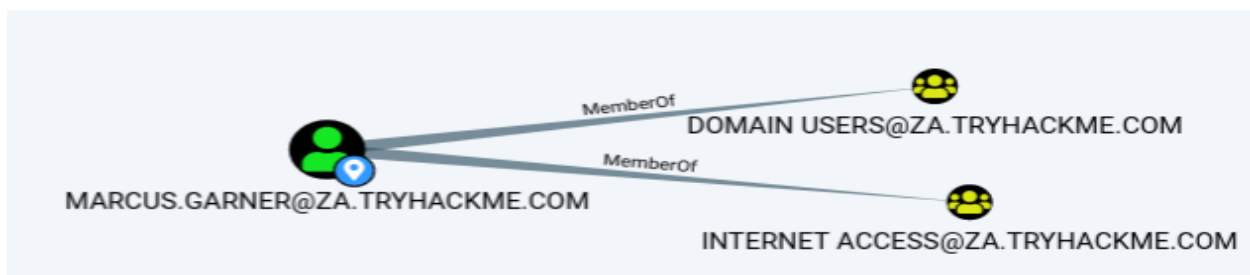 MemberOf
DOMAIN USERS@ZA.TRYHACKME.COM
MemberOf
MARCUS.GARNER@ZA.TRYHACKME.COM
INTERNET ACCESS@ZA.TRYHACKME.COM